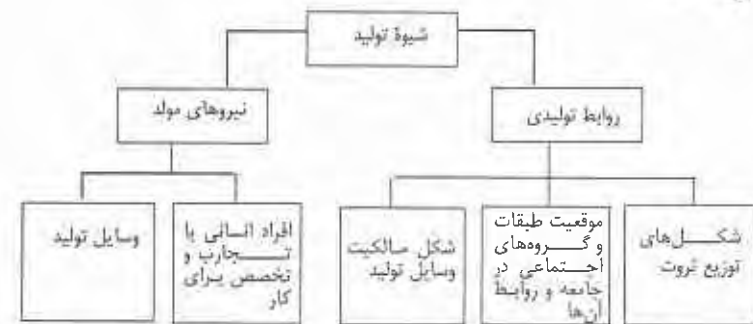 شیوهٔ تولید
روابط تولیدی
نیروهای مولد
شکل‌های
توزیع ثروت
موقعیت طبقات
و گروه‌های
اجتماعی در
جامعه و روابط
آن‌ها
شکل مالکیت
وسایل تولید
افراد انسانی با
تجارب و
تخصص برای
کار
وسایل تولید